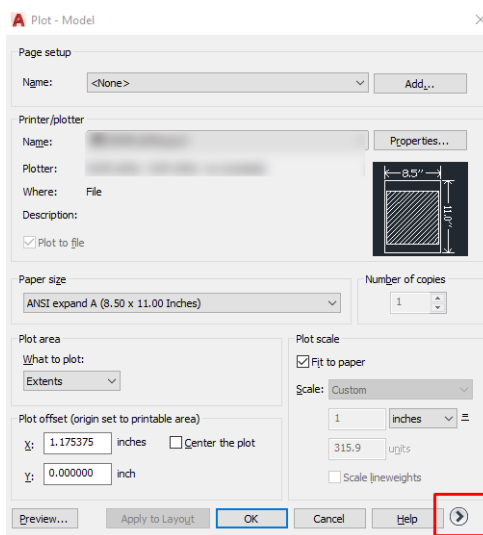 Plot - Model
Page setup
Name: <None> Add...
Printer/plotter
Name: Properties...
Plotter:
Where: File
Description:
Plot to file
8.5"
11.0"
Paper size
ANSI expand A (8.50 x 11.00 Inches)
Number of copies
1
Plot area
What to plot:
Extents
Plot scale
Fit to paper
Scale: Custom
1 inches =
315.9 units
Scale lineweights
Plot offset (origin set to printable area)
X: 1.175375 inches Center the plot
Y: 0.000000 inch
Preview... Apply to Layout OK Cancel Help